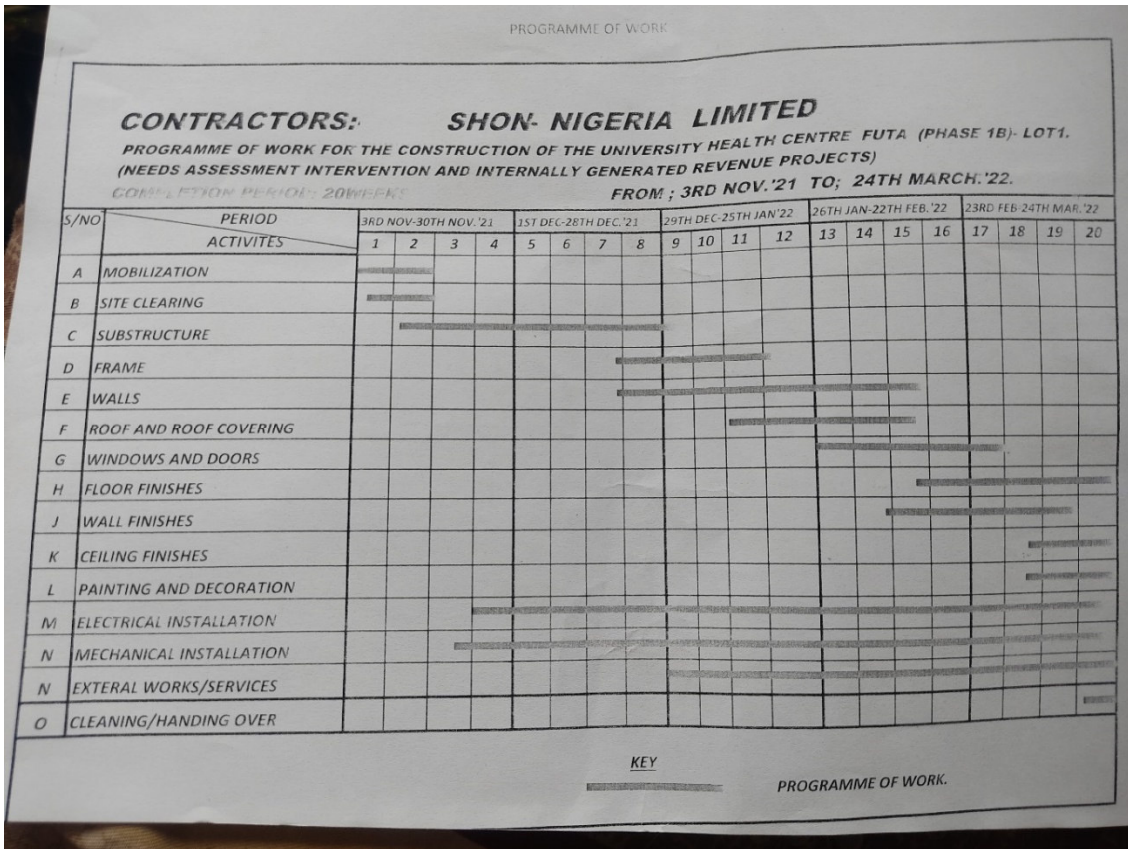 PROGRAMME OF WORK
CONTRACTORS: SHON- NIGERIA LIMITED
PROGRAMME OF WORK FOR THE CONSTRUCTION OF THE UNIVERSITY HEALTH CENTRE FUTA (PHASE 1B)- LOT1.
(NEEDS ASSESSMENT INTERVENTION AND INTERNALLY GENERATED REVENUE PROJECTS)
COMPLETION PERIOD: 20WEEKS FROM ; 3RD NOV.'21 TO; 24TH MARCH.'22.
S/NO PERIOD 3RD NOV-30TH NOV.'21 1ST DEC-28TH DEC.'21 29TH DEC-25TH JAN'22 26TH JAN-22TH FEB.'22 23RD FEB-24TH MAR.'22
ACTIVITES 1 2 3 4 5 6 7 8 9 10 11 12 13 14 15 16 17 18 19 20
A MOBILIZATION
B SITE CLEARING
C SUBSTRUCTURE
D FRAME
E WALLS
F ROOF AND ROOF COVERING
G WINDOWS AND DOORS
H FLOOR FINISHES
J WALL FINISHES
K CEILING FINISHES
L PAINTING AND DECORATION
M ELECTRICAL INSTALLATION
N MECHANICAL INSTALLATION
N EXTERAL WORKS/SERVICES
O CLEANING/HANDING OVER
KEY
PROGRAMME OF WORK.